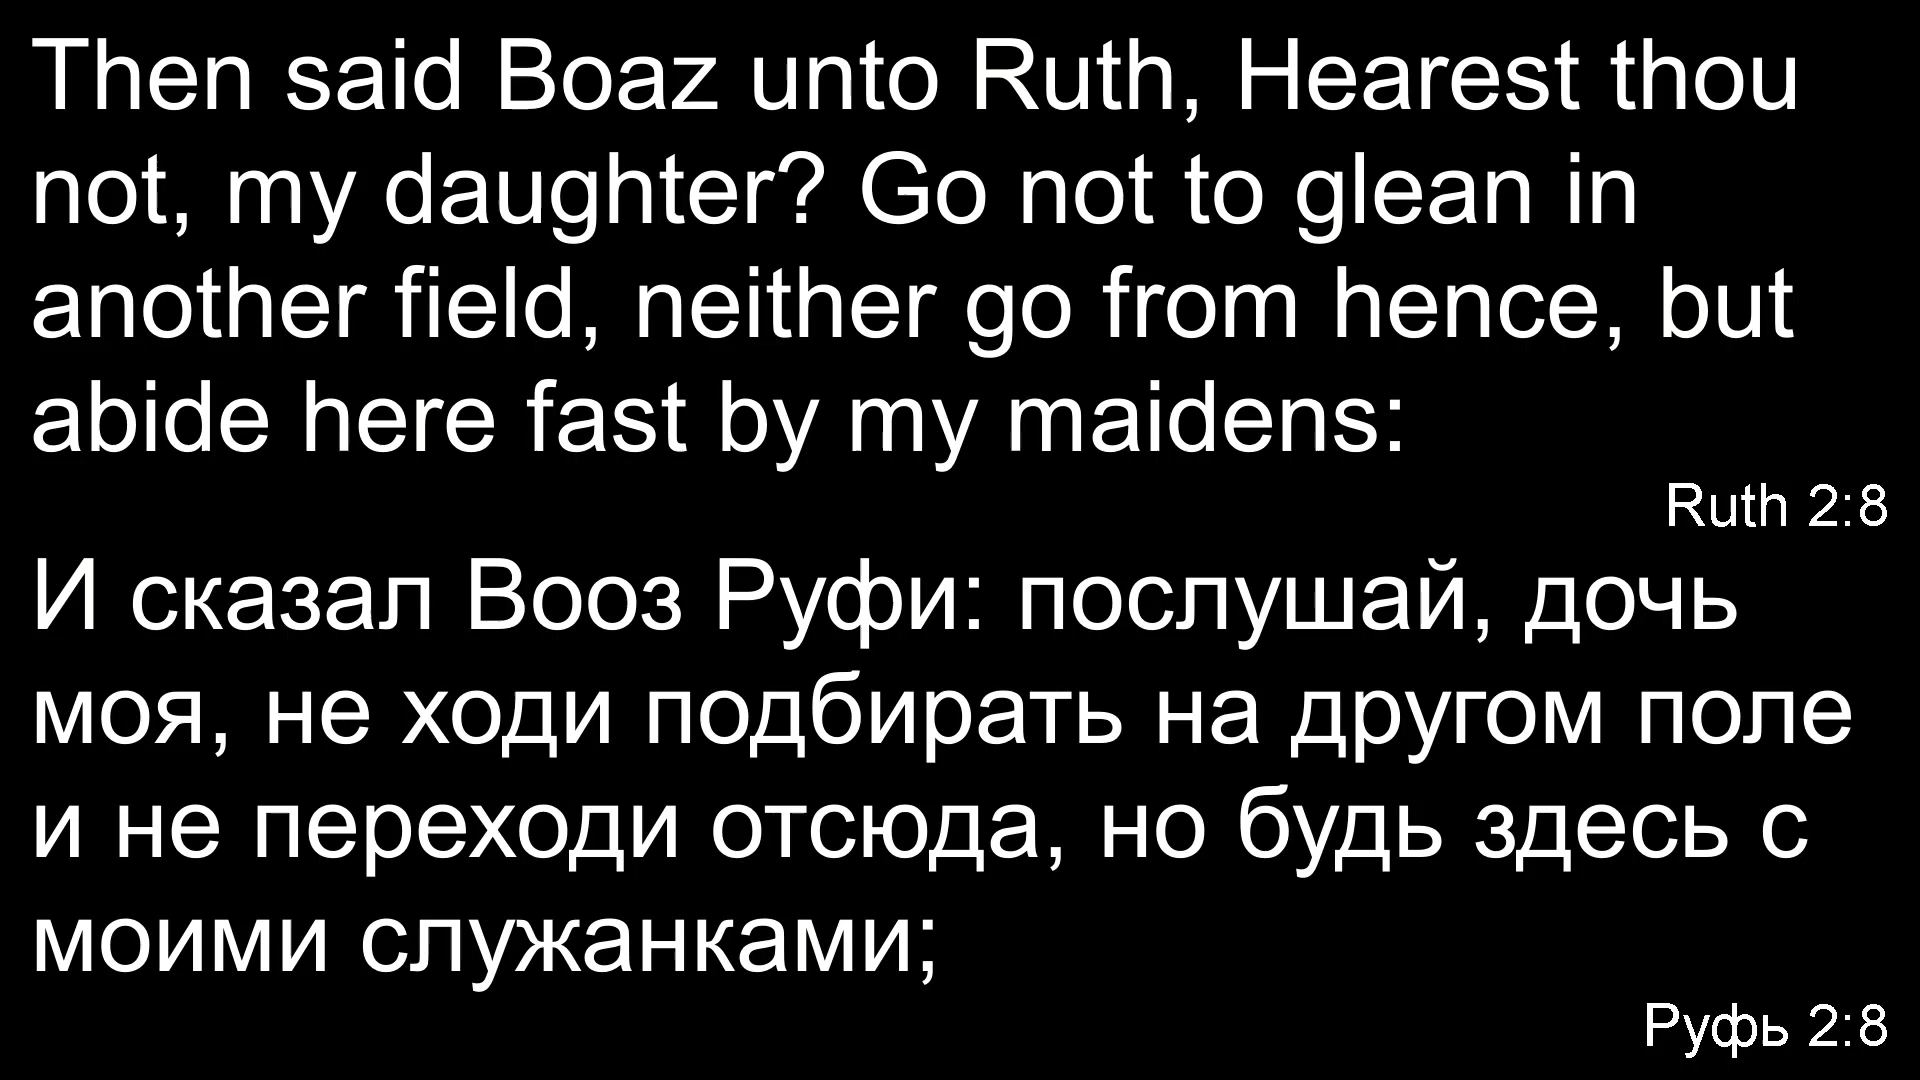 Then said Boaz unto Ruth, Hearest thou
not, my daughter? Go not to glean in
another field, neither go from hence, but
abide here fast by my maidens:
Ruth 2:8
И сказал Вооз Руфи: послушай, дочь
моя, не ходи подбирать на другом поле
и не переходи отсюда, но будь здесь с
моими служанками;
Руфь 2:8